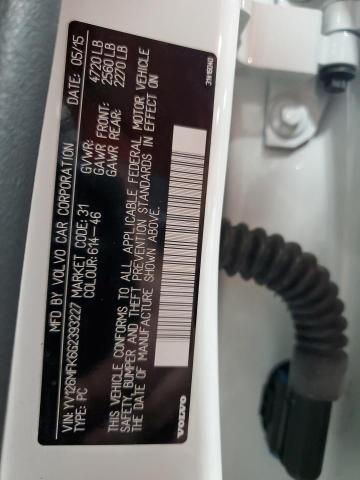 MFD BY VOLVO CAR CORPORATION DATE: 05/15
MARKET CODE: 31 GVWR: 4720 LB
COLOUR: 614-46 GAWR FRONT: 2560 LB
GAWR REAR: 2270 LB
VIN: YV126MFK6G2393227
TYPE: PC
THIS VEHICLE CONFORMS TO ALL APPLICABLE FEDERAL MOTOR VEHICLE
SAFETY, BUMPER AND THEFT PREVENTION STANDARDS IN EFFECT ON
DATE OF MANUFACTURE SHOWN ABOVE.
VOLVO